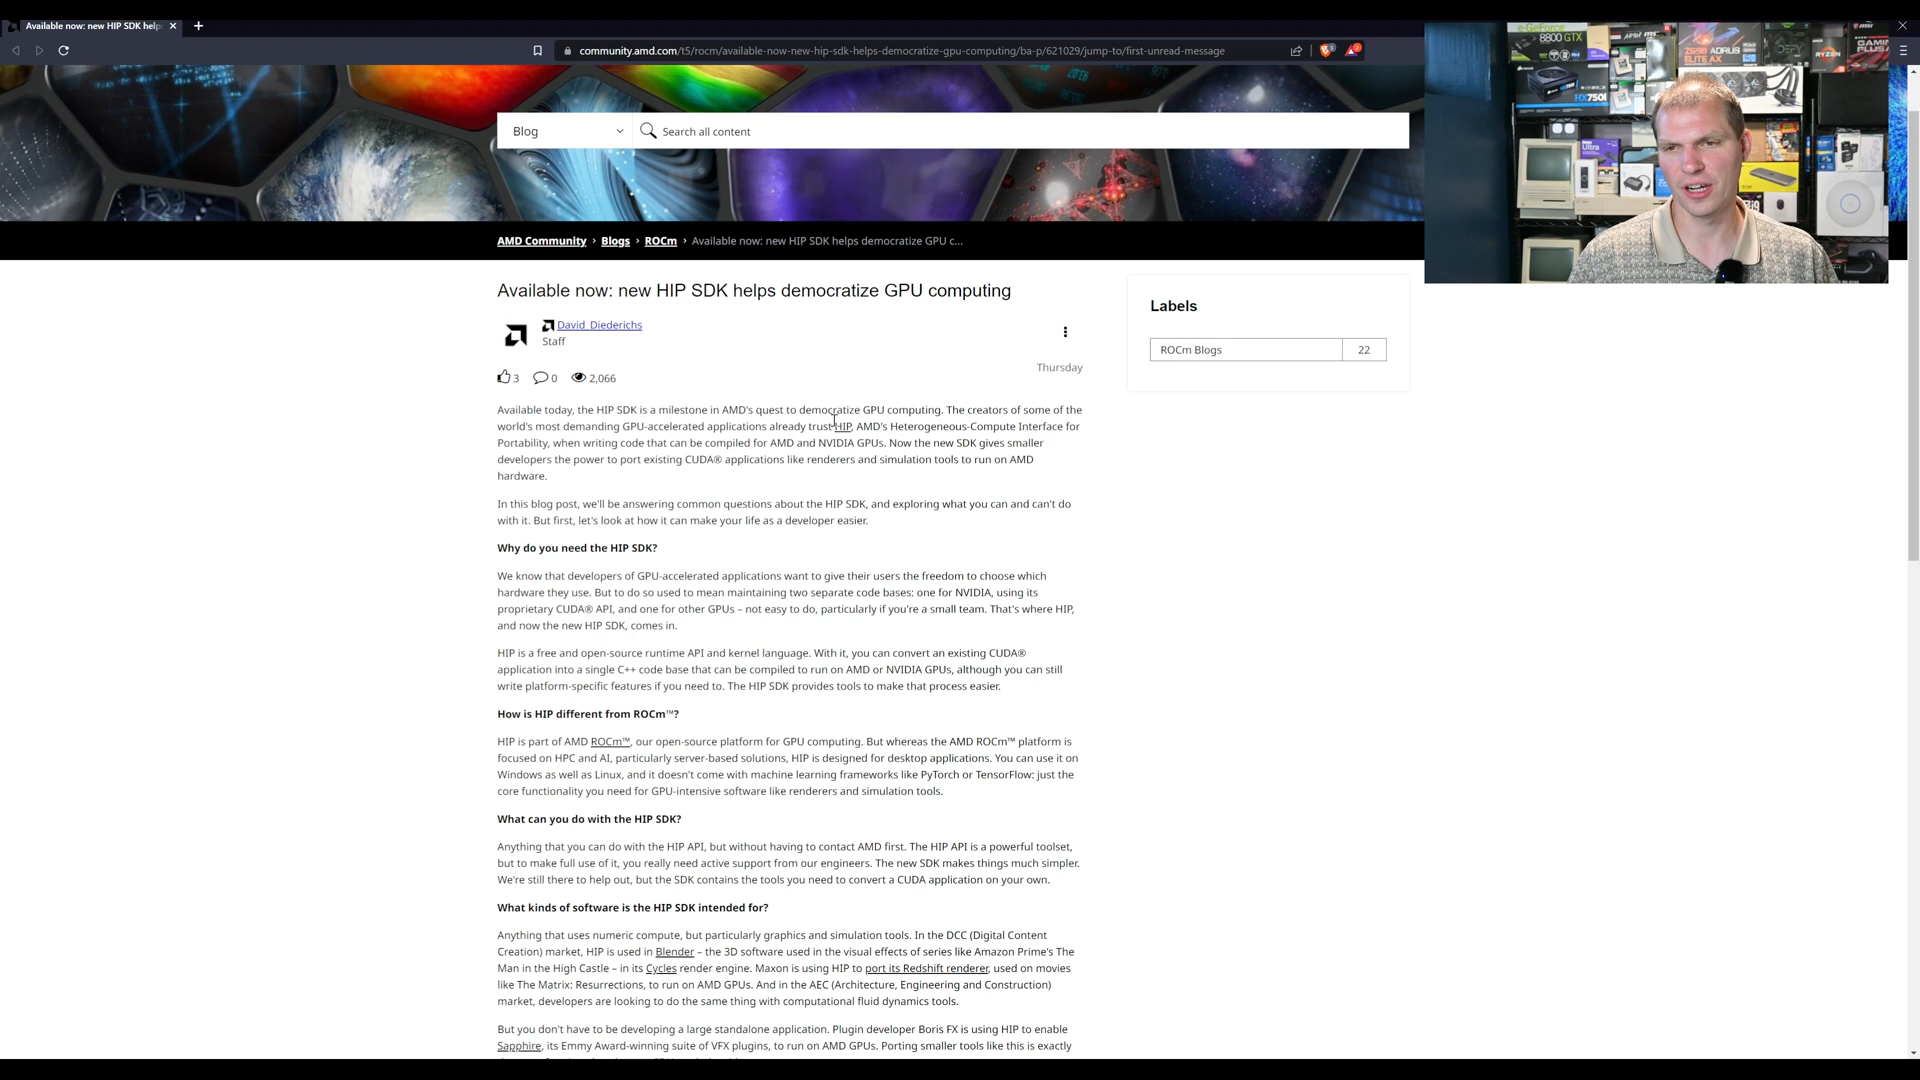 Available now: new HIP SDK help
community.amd.com/t5/rocm/available-now-new-hip-sdk-helps-democratize-gpu-computing/ba-p/621029/jump-to/first-unread-message
GeForce
8800 GTX
Z690 AORUS
ELITE AX
RYZEN
HX750i
Ultra
Blog
Search all content
AMD Community › Blogs › ROCm › Available now: new HIP SDK helps democratize GPU c...
Available now: new HIP SDK helps democratize GPU computing
David_Diederichs
Staff
Thursday
3 0 2,066
Labels
ROCm Blogs 22
Available today, the HIP SDK is a milestone in AMD's quest to democratize GPU computing. The creators of some of the
world's most demanding GPU-accelerated applications already trust HIP, AMD's Heterogeneous-Compute Interface for
Portability, when writing code that can be compiled for AMD and NVIDIA GPUs. Now the new SDK gives smaller
developers the power to port existing CUDA® applications like renderers and simulation tools to run on AMD
hardware.
In this blog post, we'll be answering common questions about the HIP SDK, and exploring what you can and can't do
with it. But first, let's look at how it can make your life as a developer easier.
Why do you need the HIP SDK?
We know that developers of GPU-accelerated applications want to give their users the freedom to choose which
hardware they use. But to do so used to mean maintaining two separate code bases: one for NVIDIA, using its
proprietary CUDA® API, and one for other GPUs – not easy to do, particularly if you're a small team. That's where HIP,
and now the new HIP SDK, comes in.
HIP is a free and open-source runtime API and kernel language. With it, you can convert an existing CUDA®
application into a single C++ code base that can be compiled to run on AMD or NVIDIA GPUs, although you can still
write platform-specific features if you need to. The HIP SDK provides tools to make that process easier.
How is HIP different from ROCm™?
HIP is part of AMD ROCm™, our open-source platform for GPU computing. But whereas the AMD ROCm™ platform is
focused on HPC and AI, particularly server-based solutions, HIP is designed for desktop applications. You can use it on
Windows as well as Linux, and it doesn't come with machine learning frameworks like PyTorch or TensorFlow: just the
core functionality you need for GPU-intensive software like renderers and simulation tools.
What can you do with the HIP SDK?
Anything that you can do with the HIP API, but without having to contact AMD first. The HIP API is a powerful toolset,
but to make full use of it, you really need active support from our engineers. The new SDK makes things much simpler.
We're still there to help out, but the SDK contains the tools you need to convert a CUDA application on your own.
What kinds of software is the HIP SDK intended for?
Anything that uses numeric compute, but particularly graphics and simulation tools. In the DCC (Digital Content
Creation) market, HIP is used in Blender – the 3D software used in the visual effects of series like Amazon Prime's The
Man in the High Castle – in its Cycles render engine. Maxon is using HIP to port its Redshift renderer, used on movies
like The Matrix: Resurrections, to run on AMD GPUs. And in the AEC (Architecture, Engineering and Construction)
market, developers are looking to do the same thing with computational fluid dynamics tools.
But you don't have to be developing a large standalone application. Plugin developer Boris FX is using HIP to enable
Sapphire, its Emmy Award-winning suite of VFX plugins, to run on AMD GPUs. Porting smaller tools like this is exactly